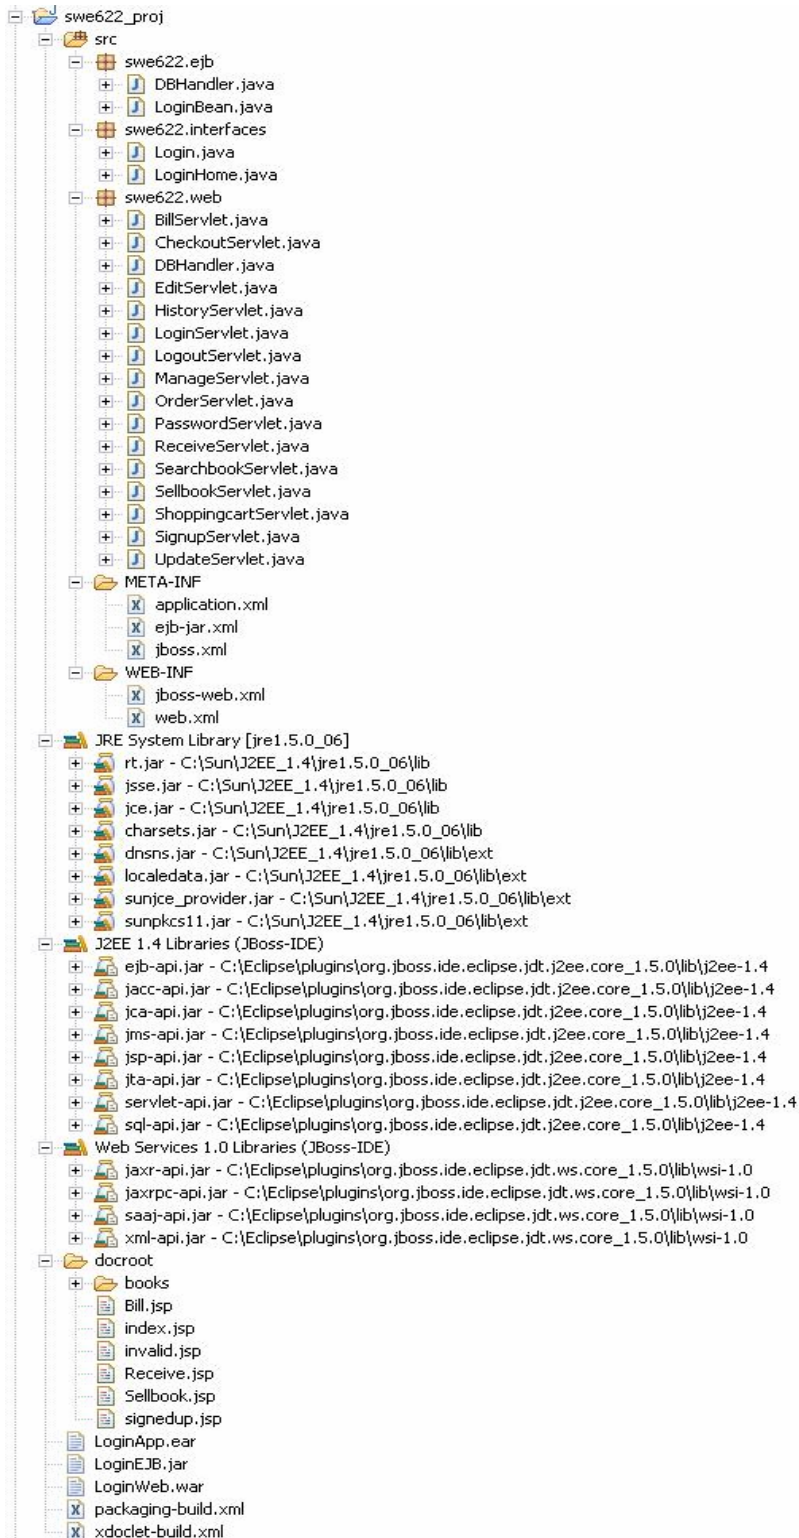 swe622_proj
src
swe622.ejb
DBHandler.java
LoginBean.java
swe622.interfaces
Login.java
LoginHome.java
swe622.web
BillServlet.java
CheckoutServlet.java
DBHandler.java
EditServlet.java
HistoryServlet.java
LoginServlet.java
LogoutServlet.java
ManageServlet.java
OrderServlet.java
PasswordServlet.java
ReceiveServlet.java
SearchbookServlet.java
SellbookServlet.java
ShoppingcartServlet.java
SignupServlet.java
UpdateServlet.java
META-INF
application.xml
ejb-jar.xml
jboss.xml
WEB-INF
jboss-web.xml
web.xml
JRE System Library [jre1.5.0_06]
rt.jar - C:\Sun\J2EE_1.4\jre1.5.0_06\lib
jsse.jar - C:\Sun\J2EE_1.4\jre1.5.0_06\lib
jce.jar - C:\Sun\J2EE_1.4\jre1.5.0_06\lib
charsets.jar - C:\Sun\J2EE_1.4\jre1.5.0_06\lib
dnsns.jar - C:\Sun\J2EE_1.4\jre1.5.0_06\lib\ext
localedata.jar - C:\Sun\J2EE_1.4\jre1.5.0_06\lib\ext
sunjce_provider.jar - C:\Sun\J2EE_1.4\jre1.5.0_06\lib\ext
sunpkcs11.jar - C:\Sun\J2EE_1.4\jre1.5.0_06\lib\ext
J2EE 1.4 Libraries (JBoss-IDE)
ejb-api.jar - C:\Eclipse\plugins\org.jboss.ide.eclipse.jdt.j2ee.core_1.5.0\lib\j2ee-1.4
jacc-api.jar - C:\Eclipse\plugins\org.jboss.ide.eclipse.jdt.j2ee.core_1.5.0\lib\j2ee-1.4
jca-api.jar - C:\Eclipse\plugins\org.jboss.ide.eclipse.jdt.j2ee.core_1.5.0\lib\j2ee-1.4
jms-api.jar - C:\Eclipse\plugins\org.jboss.ide.eclipse.jdt.j2ee.core_1.5.0\lib\j2ee-1.4
jsp-api.jar - C:\Eclipse\plugins\org.jboss.ide.eclipse.jdt.j2ee.core_1.5.0\lib\j2ee-1.4
jta-api.jar - C:\Eclipse\plugins\org.jboss.ide.eclipse.jdt.j2ee.core_1.5.0\lib\j2ee-1.4
servlet-api.jar - C:\Eclipse\plugins\org.jboss.ide.eclipse.jdt.j2ee.core_1.5.0\lib\j2ee-1.4
sql-api.jar - C:\Eclipse\plugins\org.jboss.ide.eclipse.jdt.j2ee.core_1.5.0\lib\j2ee-1.4
Web Services 1.0 Libraries (JBoss-IDE)
jaxr-api.jar - C:\Eclipse\plugins\org.jboss.ide.eclipse.jdt.ws.core_1.5.0\lib\wsi-1.0
jaxrpc-api.jar - C:\Eclipse\plugins\org.jboss.ide.eclipse.jdt.ws.core_1.5.0\lib\wsi-1.0
saaj-api.jar - C:\Eclipse\plugins\org.jboss.ide.eclipse.jdt.ws.core_1.5.0\lib\wsi-1.0
xml-api.jar - C:\Eclipse\plugins\org.jboss.ide.eclipse.jdt.ws.core_1.5.0\lib\wsi-1.0
docroot
books
Bill.jsp
index.jsp
invalid.jsp
Receive.jsp
Sellbook.jsp
signedup.jsp
LoginApp.ear
LoginEJB.jar
LoginWeb.war
packaging-build.xml
xdoclet-build.xml